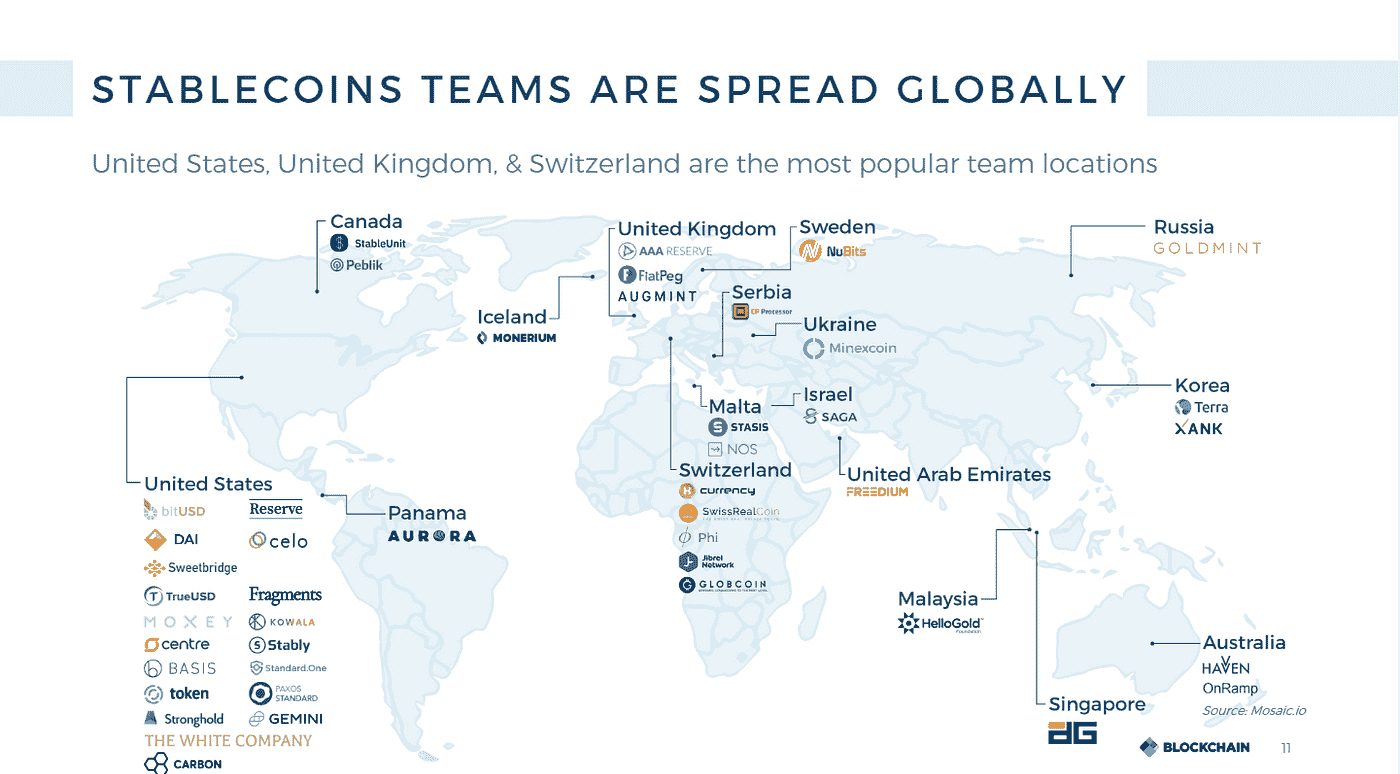 STABLECOINS TEAMS ARE SPREAD GLOBALLY
United States, United Kingdom, & Switzerland are the most popular team locations
Canada
StableUnit
Peblik
United Kingdom
AAA RESERVE
FiatPeg
AUGMINT
Sweden
NuBits
Russia
GOLDMINT
Iceland
MONERIUM
Serbia
CP Processor
Ukraine
Minexcoin
Korea
Terra
XANK
Malta
STASIS
NOS
Israel
SAGA
Switzerland
currency
SwissRealCoin
Phi
Jibrel
Network
GLOBCOIN
United Arab Emirates
FREEDIUM
United States
bitUSD
Reserve
DAI
celo
Sweetbridge
TrueUSD
Fragments
MOXEY
KOWALA
centre
Stably
BASIS
Standard.One
token
PAXOS
STANDARD
Stronghold
GEMINI
THE WHITE COMPANY
CARBON
Panama
AURORA
Malaysia
HelloGold
Foundation
Singapore
DG
Australia
HAVEN
OnRamp
Source: Mosaic.io
BLOCKCHAIN
11